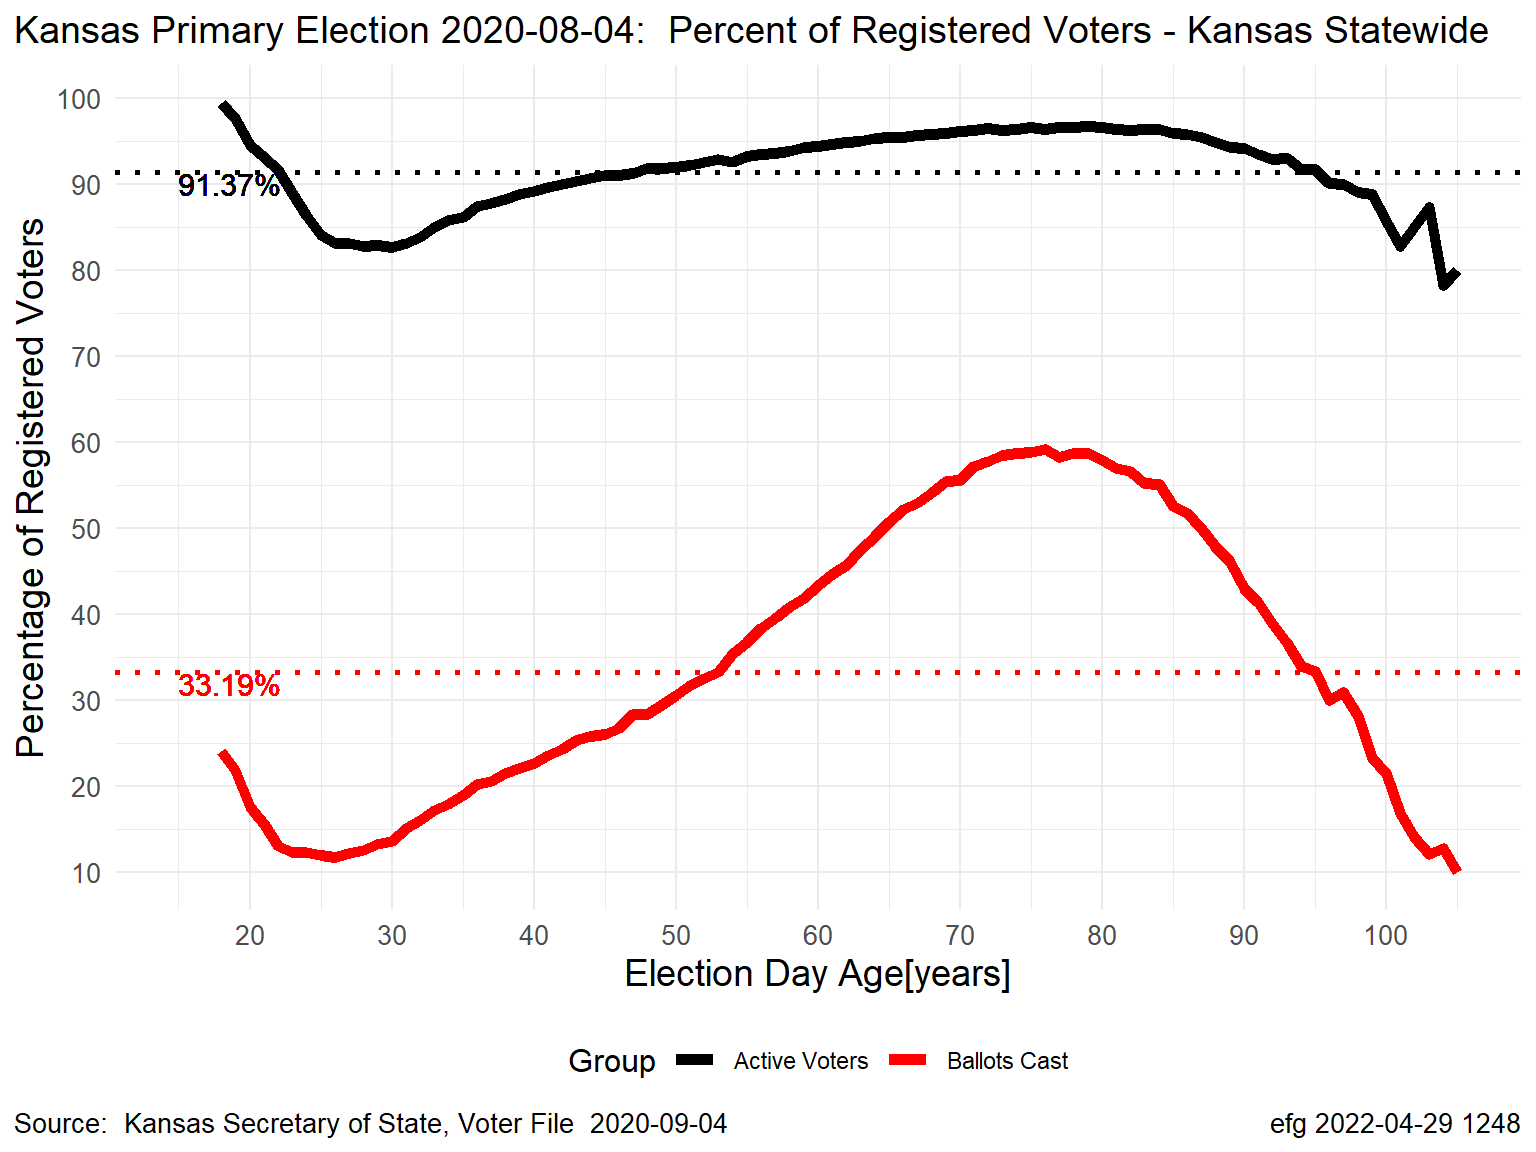 Kansas Primary Election 2020-08-04:  Percent of Registered Voters - Kansas Statewide
Percentage of Registered Voters
100
90
80
70
60
50
40
30
20
10
91.37%
33.19%
20 30 40 50 60 70 80 90 100
Election Day Age[years]
Group Active Voters Ballots Cast
Source:  Kansas Secretary of State, Voter File  2020-09-04
efg 2022-04-29 1248